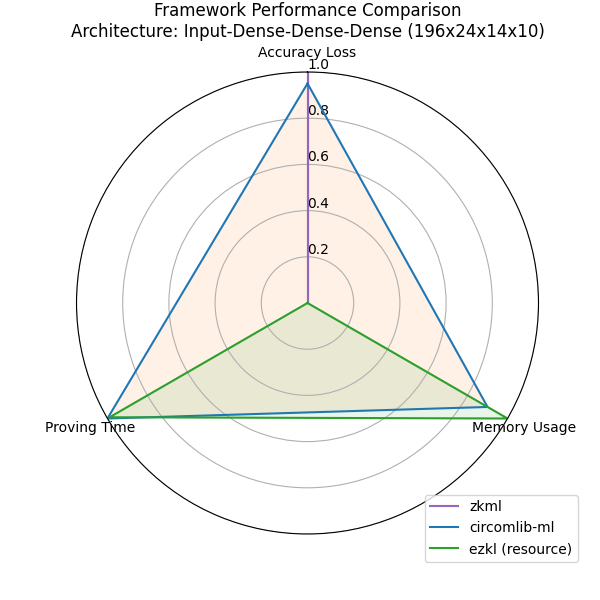 Framework Performance Comparison
Architecture: Input-Dense-Dense-Dense (196x24x14x10)
Accuracy Loss
1.0
0.8
0.6
0.4
0.2
Proving Time
Memory Usage
zkml
circomlib-ml
ezkl (resource)